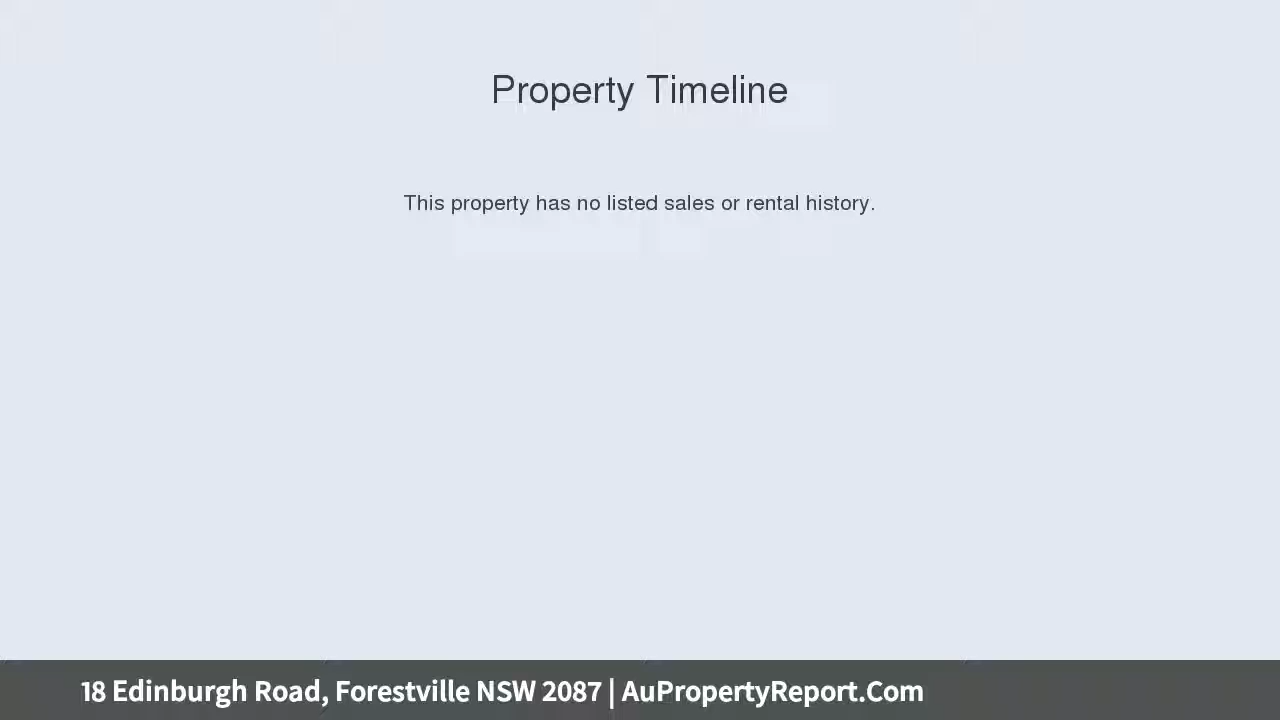 Property Timeline
This property has no listed sales or rental history.
18 Edinburgh Road, Forestville NSW 2087 | AuPropertyReport.Com